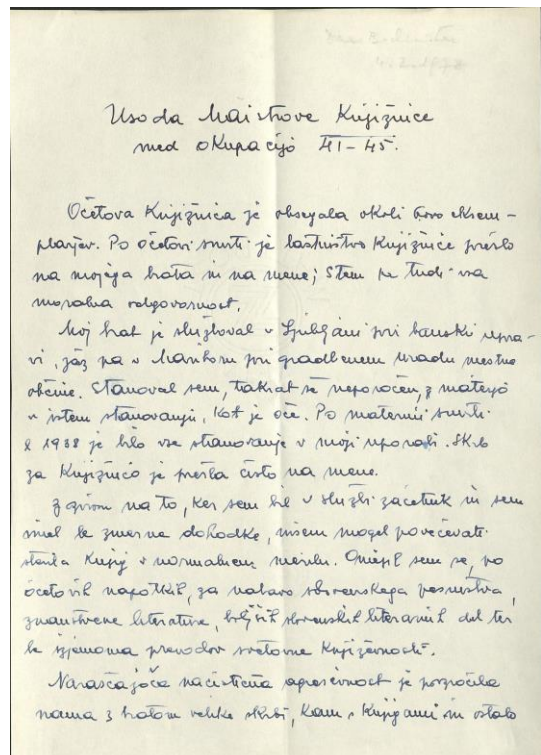 Usoda Maistrove Knjižnice
med okupacijo 41-45.
Očetova Knjižnica je obsegala okoli eksem-
plarjev. Po očetovi smrti je lastništvo Knjižnice prešlo
na mojega brata in na mene; s tem pa tudi vsa
moralna odgovornost.
Moj brat je služboval v Ljubljani pri banski upra-
vi, jaz pa v Mariboru pri gradbenem uradu mestne
občine. Stanoval sem, takrat še neporočen, z materjo
v istem stanovanju, kot je oče. Po materini smrti
l 1938 je bilo vse stanovanje v moji uporabi. Skrb
za Knjižnico je prešla čisto na mene.
Z ozirom na to, ker sem bil v službi začetnik in sem
imel le zmerne dohodke, nisem mogel povečevati
števila Knjig v normalnem merilu. Omejil sem se, po
očetovih napotkih, za nabavo slovenskega pesništva,
znanstvene literature, boljših slovenskih literarnih del ter
le izjemoma prevodov svetovne Književnosti.
Naraščajoča nacistična agresivnost je povzročila
nama z bratom velike skrbi, Kam s Knjigami in ostalo